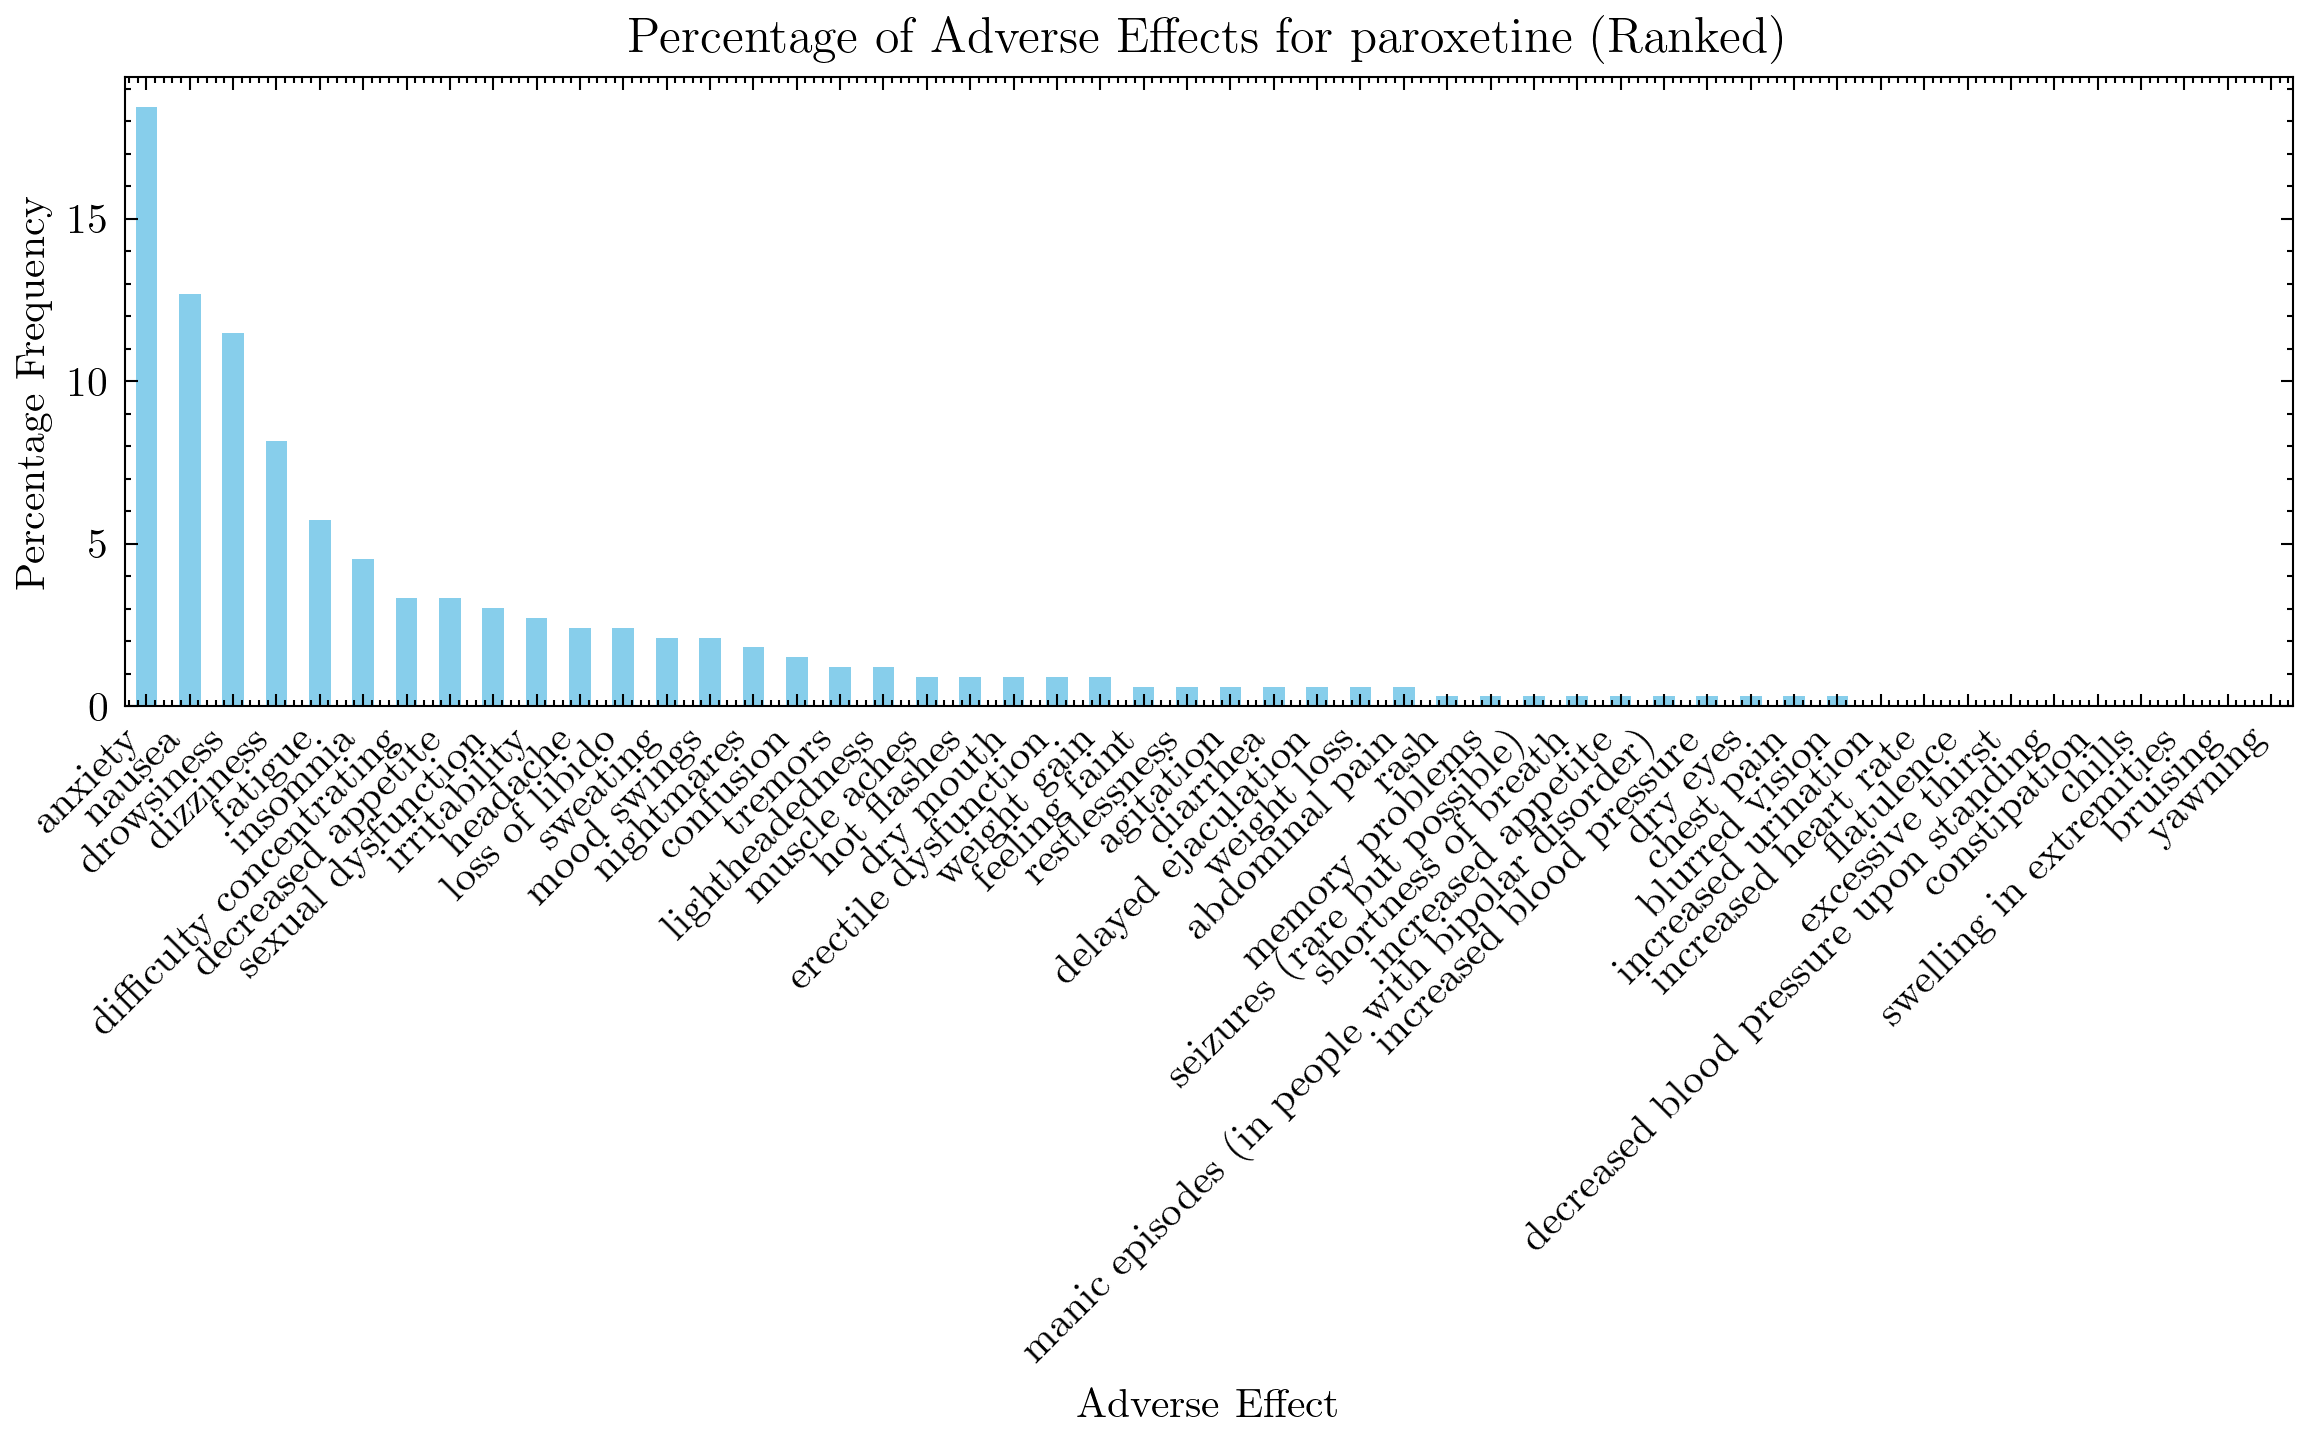 Percentage of Adverse Effects for paroxetine (Ranked)
Percentage Frequency
15
10
5
0
anxiety
nausea
drowsiness
dizziness
fatigue
insomnia
difficulty concentrating
decreased appetite
sexual dysfunction
irritability
headache
loss of libido
sweating
mood swings
nightmares
confusion
tremors
lightheadedness
muscle aches
hot flashes
dry mouth
erectile dysfunction
weight gain
feeling faint
restlessness
agitation
diarrhea
delayed ejaculation
weight loss
abdominal pain
rash
memory problems
seizures (rare but possible)
shortness of breath
increased appetite
manic episodes (in people with bipolar disorder)
increased blood pressure
dry eyes
chest pain
blurred vision
increased urination
increased heart rate
flatulence
excessive thirst
decreased blood pressure upon standing
constipation
chills
swelling in extremities
bruising
yawning
Adverse Effect